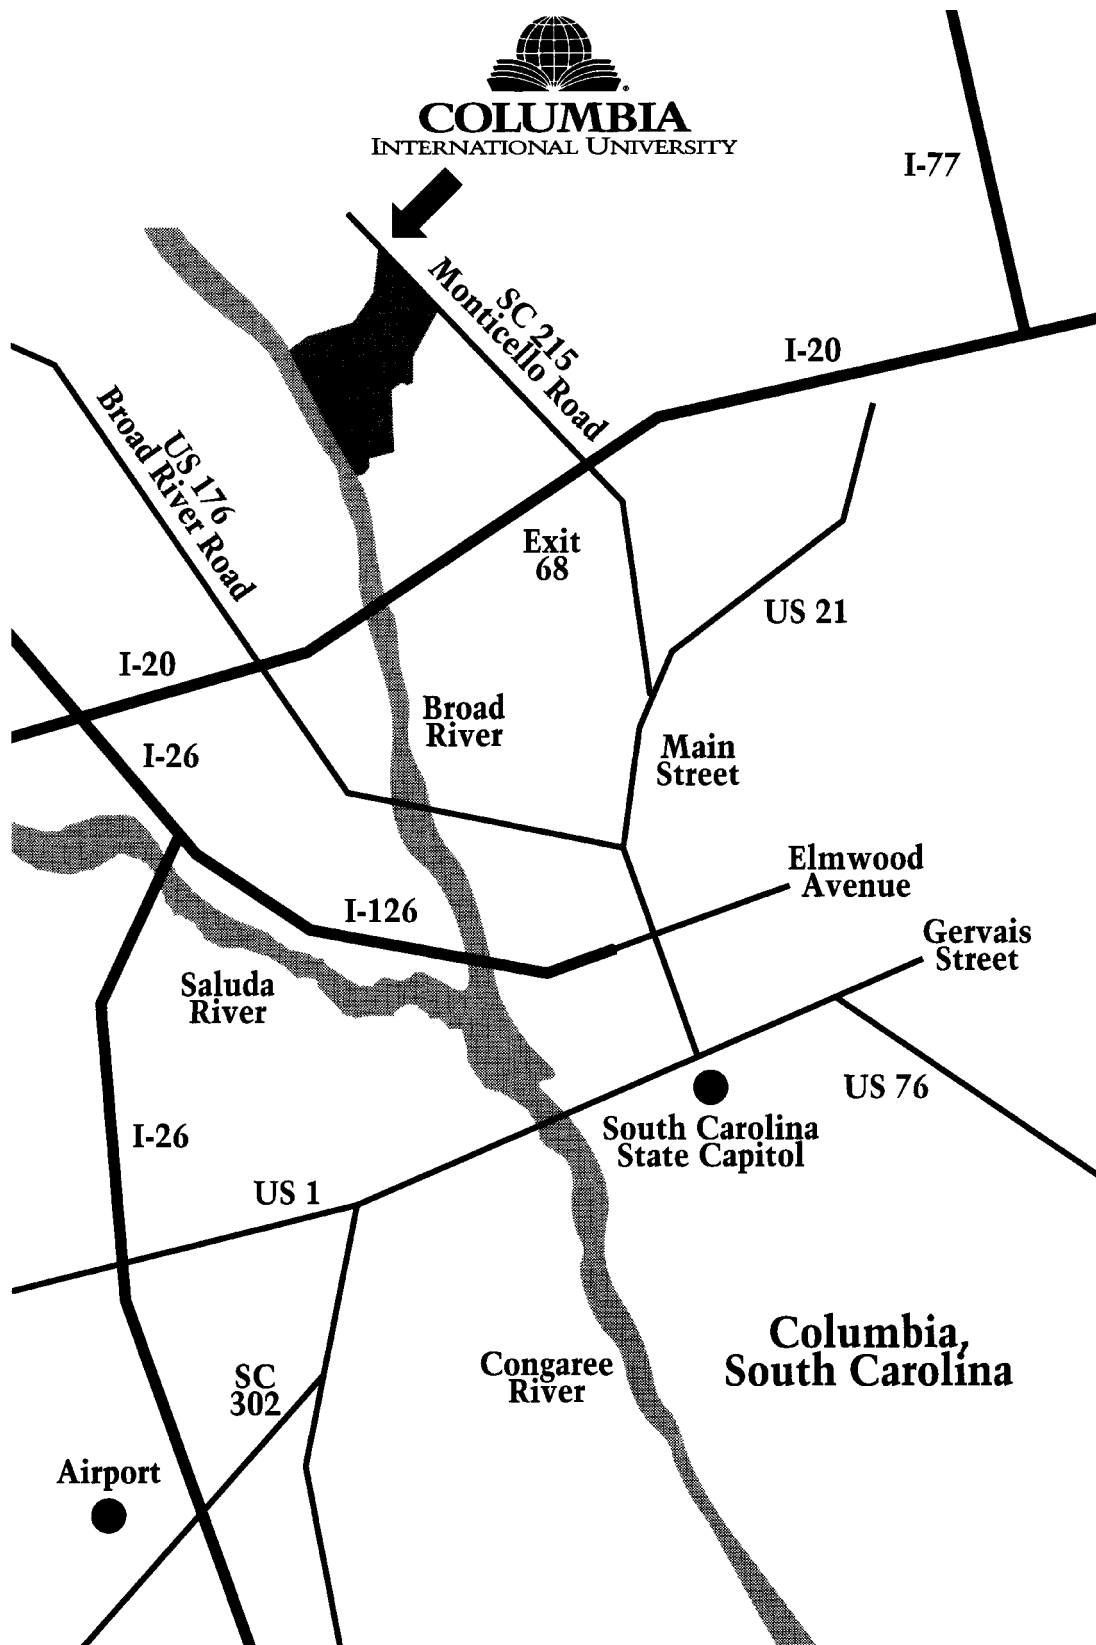 COLUMBIA
INTERNATIONAL UNIVERSITY
I-77
SC 215
Monticello Road
I-20
US 176
Broad River Road
Exit
68
US 21
I-20
Broad
River
I-26
Main
Street
Elmwood
Avenue
I-126
Gervais
Street
Saluda
River
US 76
South Carolina
State Capitol
I-26
US 1
Columbia,
South Carolina
Congaree
River
SC
302
Airport